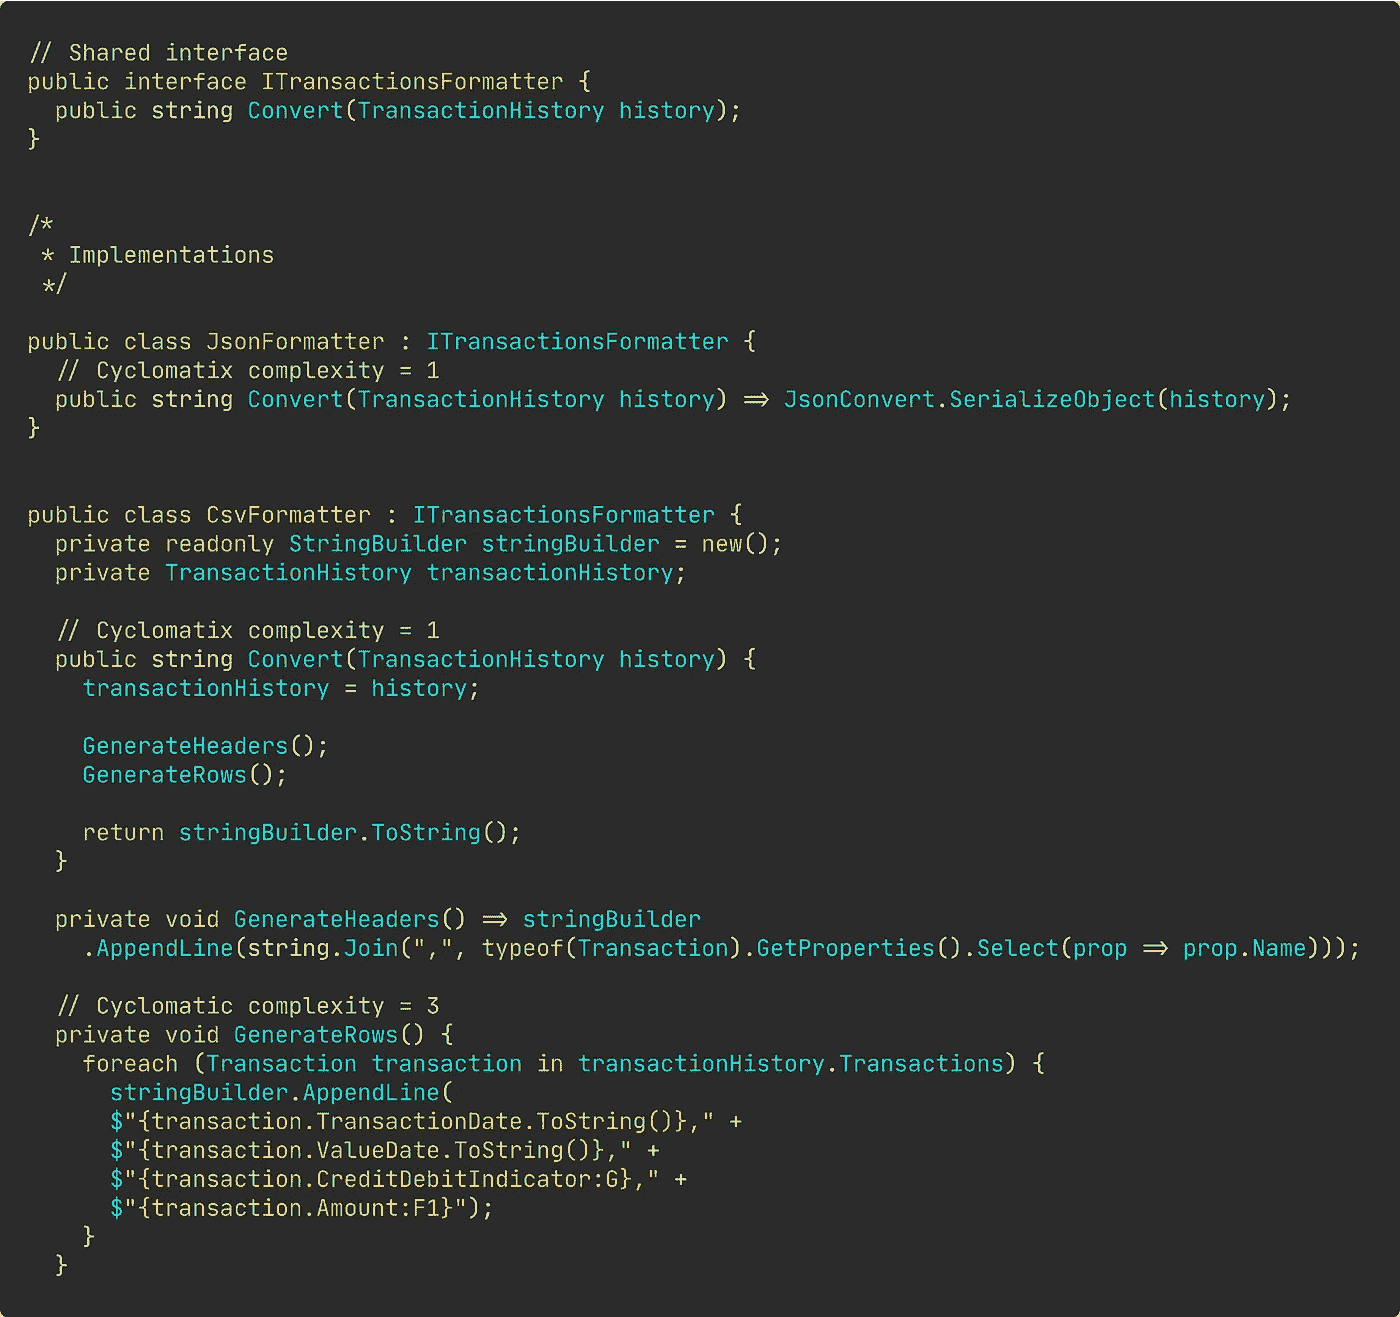 // Shared interface
public interface ITransactionsFormatter {
  public string Convert(TransactionHistory history);
}
/*
 * Implementations
 */
public class JsonFormatter : ITransactionsFormatter {
  // Cyclomatix complexity = 1
  public string Convert(TransactionHistory history) => JsonConvert.SerializeObject(history);
}
public class CsvFormatter : ITransactionsFormatter {
  private readonly StringBuilder stringBuilder = new();
  private TransactionHistory transactionHistory;
  // Cyclomatix complexity = 1
  public string Convert(TransactionHistory history) {
    transactionHistory = history;
    GenerateHeaders();
    GenerateRows();
    return stringBuilder.ToString();
  }
  private void GenerateHeaders() => stringBuilder
    .AppendLine(string.Join(",", typeof(Transaction).GetProperties().Select(prop => prop.Name)));
  // Cyclomatic complexity = 3
  private void GenerateRows() {
    foreach (Transaction transaction in transactionHistory.Transactions) {
      stringBuilder.AppendLine(
      $"{transaction.TransactionDate.ToString()}," +
      $"{transaction.ValueDate.ToString()}," +
      $"{transaction.CreditDebitIndicator:G}," +
      $"{transaction.Amount:F1}");
    }
  }